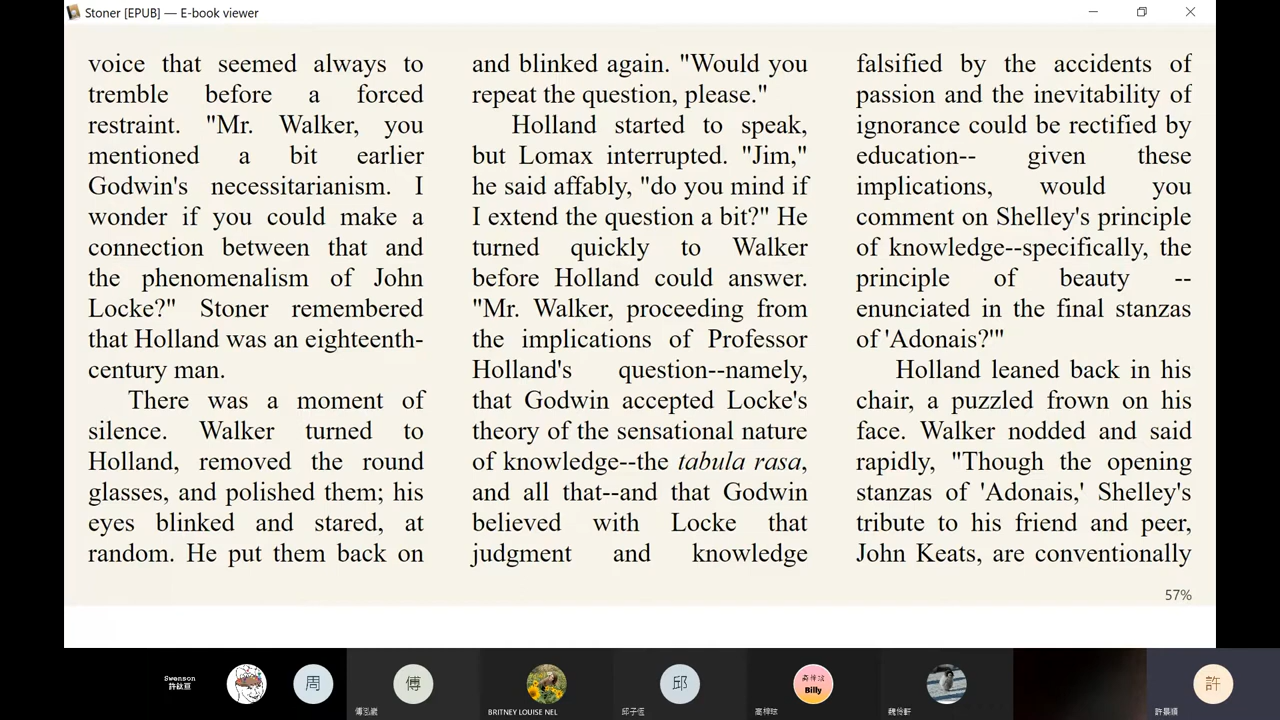 Stoner [EPUB] — E-book viewer
voice that seemed always to
tremble before a forced
restraint. "Mr. Walker, you
mentioned a bit earlier
Godwin's necessitarianism. I
wonder if you could make a
connection between that and
the phenomenalism of John
Locke?" Stoner remembered
that Holland was an eighteenth-
century man.
There was a moment of
silence. Walker turned to
Holland, removed the round
glasses, and polished them; his
eyes blinked and stared, at
random. He put them back on
and blinked again. "Would you
repeat the question, please."
Holland started to speak,
but Lomax interrupted. "Jim,"
he said affably, "do you mind if
I extend the question a bit?" He
turned quickly to Walker
before Holland could answer.
"Mr. Walker, proceeding from
the implications of Professor
Holland's question--namely,
that Godwin accepted Locke's
theory of the sensational nature
of knowledge--the tabula rasa,
and all that--and that Godwin
believed with Locke that
judgment and knowledge
falsified by the accidents of
passion and the inevitability of
ignorance could be rectified by
education-- given these
implications, would you
comment on Shelley's principle
of knowledge--specifically, the
principle of beauty --
enunciated in the final stanzas
of 'Adonais?'"
Holland leaned back in his
chair, a puzzled frown on his
face. Walker nodded and said
rapidly, "Though the opening
stanzas of 'Adonais,' Shelley's
tribute to his friend and peer,
John Keats, are conventionally
57%
Swenson
周
傅
邱
Billy
許
BRITNEY LOUISE NEL